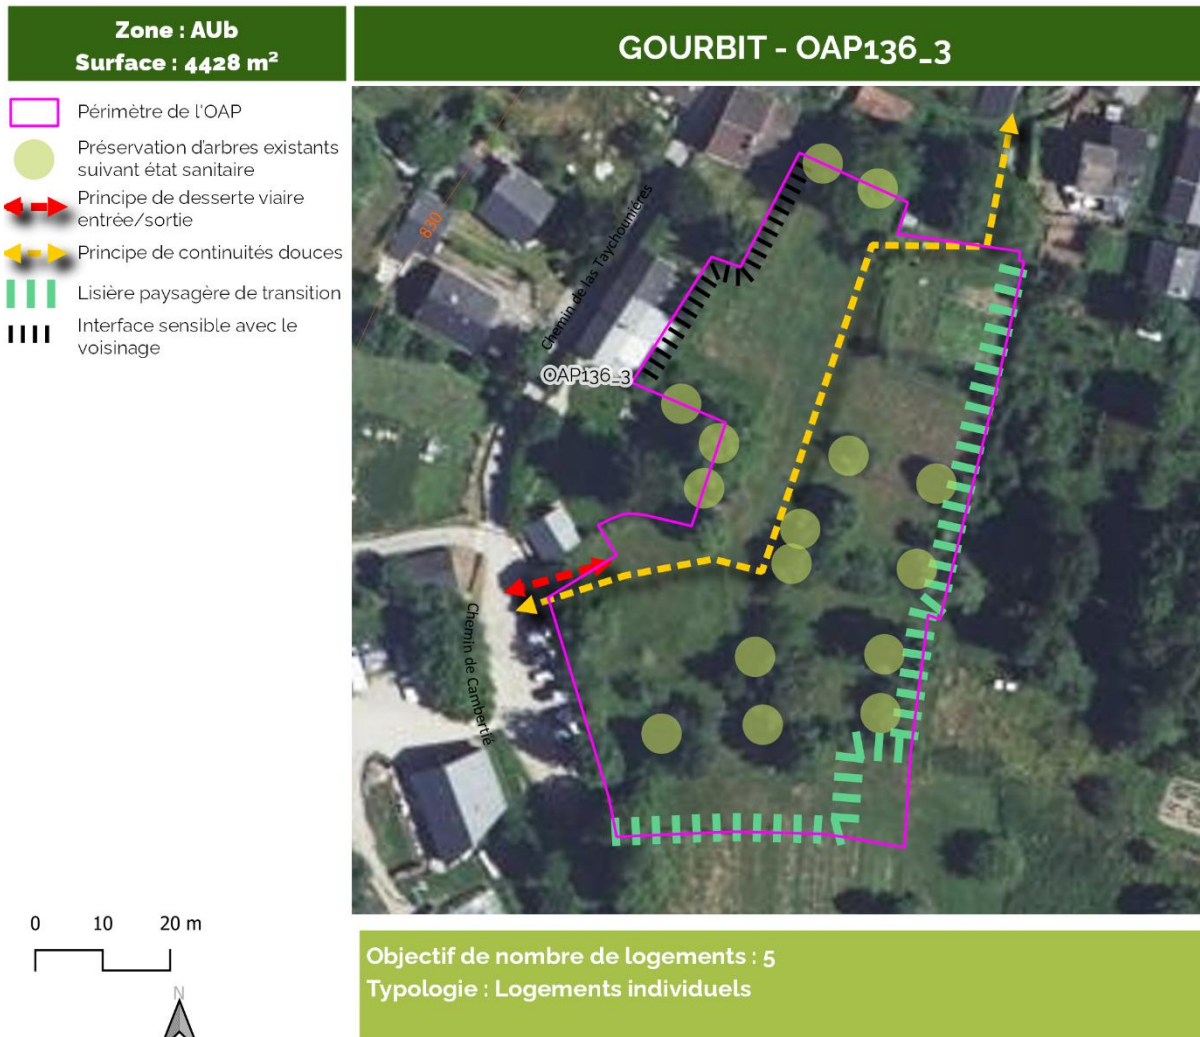 Zone : AUb
Surface : 4428 m²
GOURBIT - OAP136_3
Périmètre de l'OAP
Préservation d'arbres existants
suivant état sanitaire
Principe de desserte viaire
entrée/sortie
Principe de continuités douces
Lisière paysagère de transition
Interface sensible avec le
voisinage
830
Chemin de las Taychounières
OAP136_3
Chemin de Cambertié
0 10 20 m
N
Objectif de nombre de logements : 5
Typologie : Logements individuels